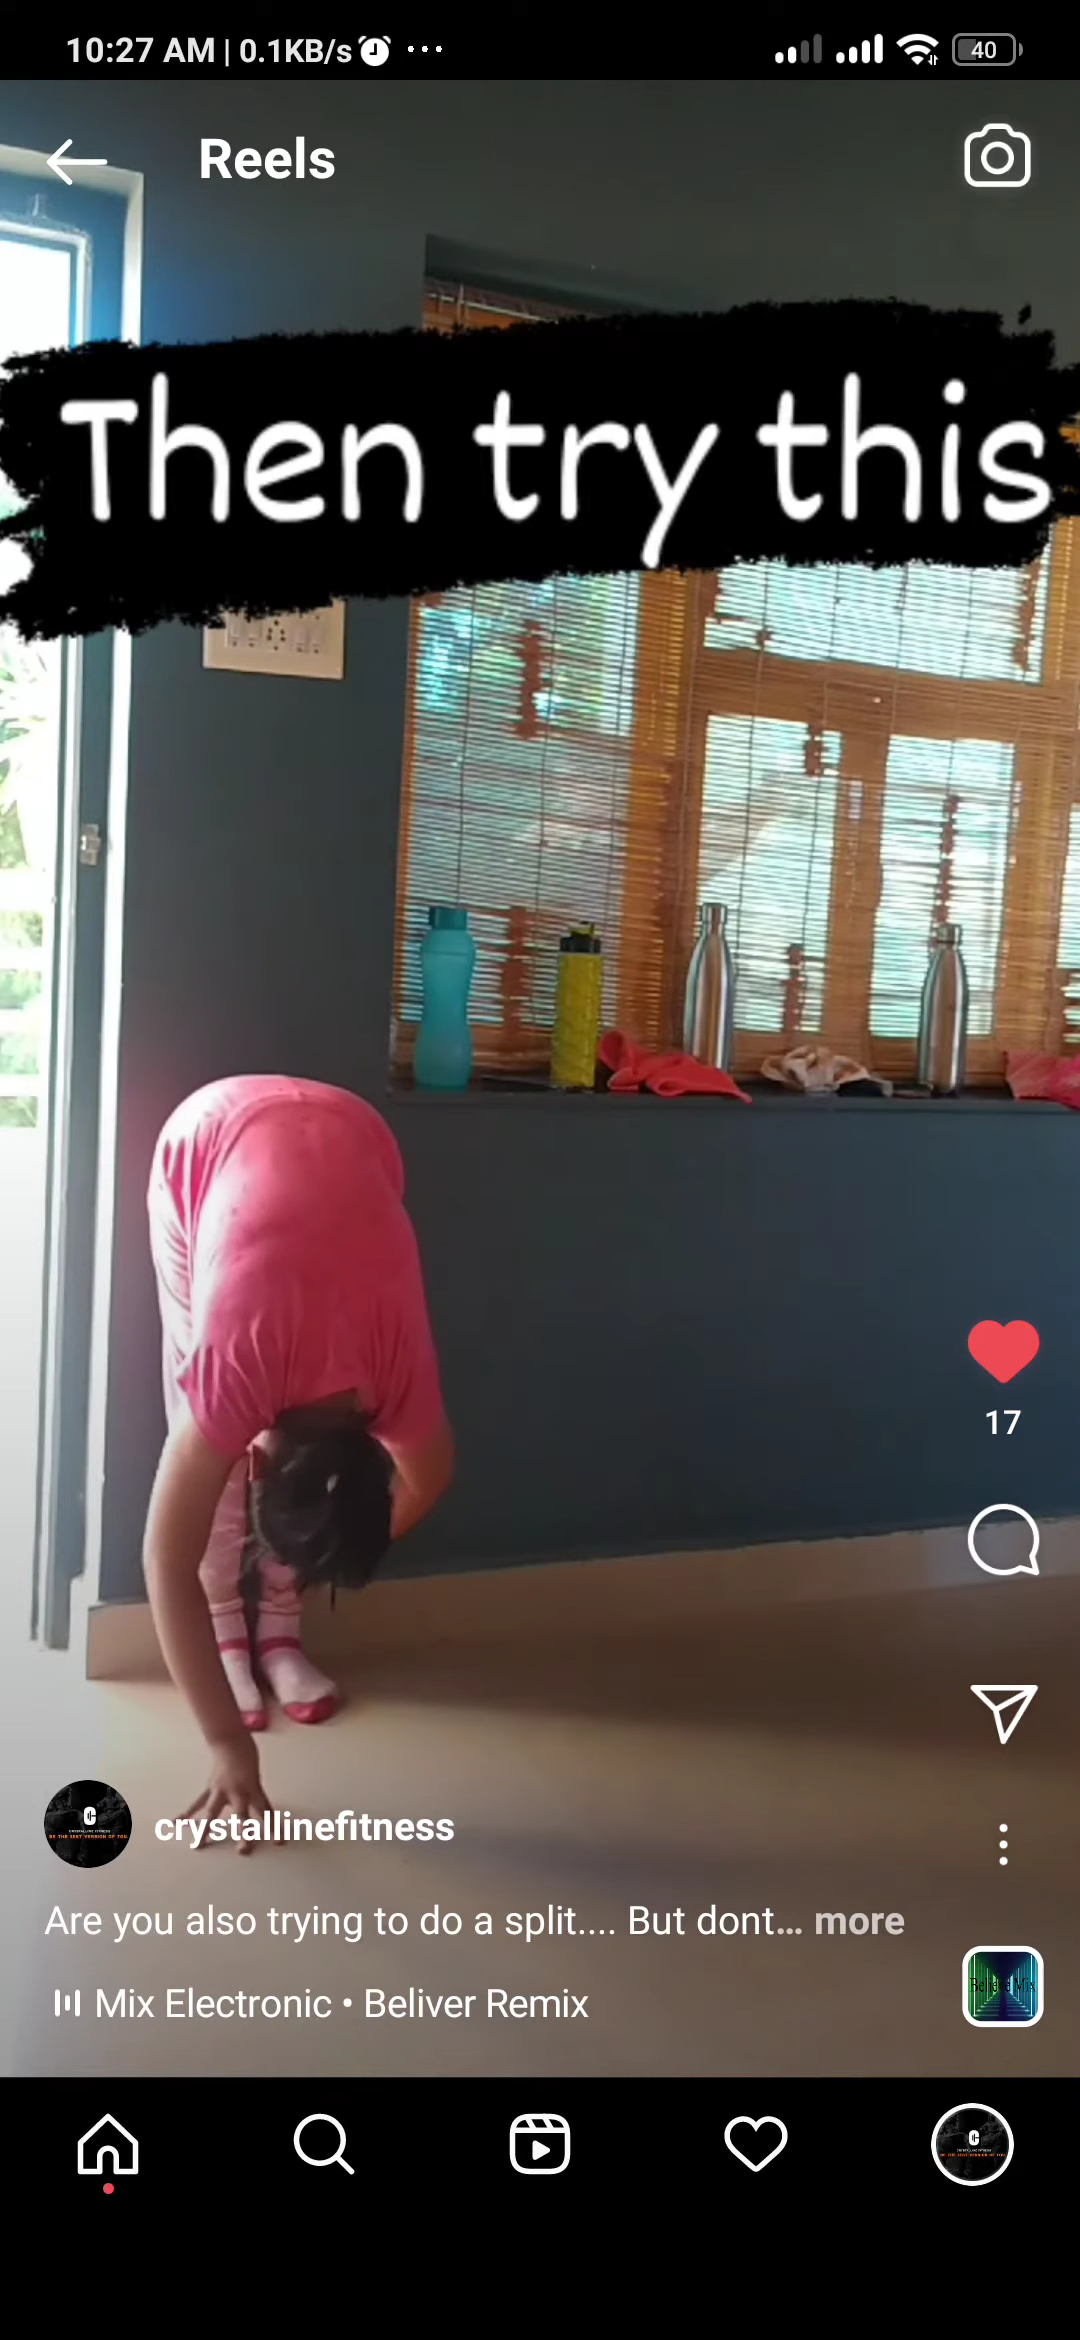 10:27 AM | 0.1KB/s
40
Reels
Then try this
17
crystallinefitness
Are you also trying to do a split.... But dont... more
Mix Electronic • Beliver Remix